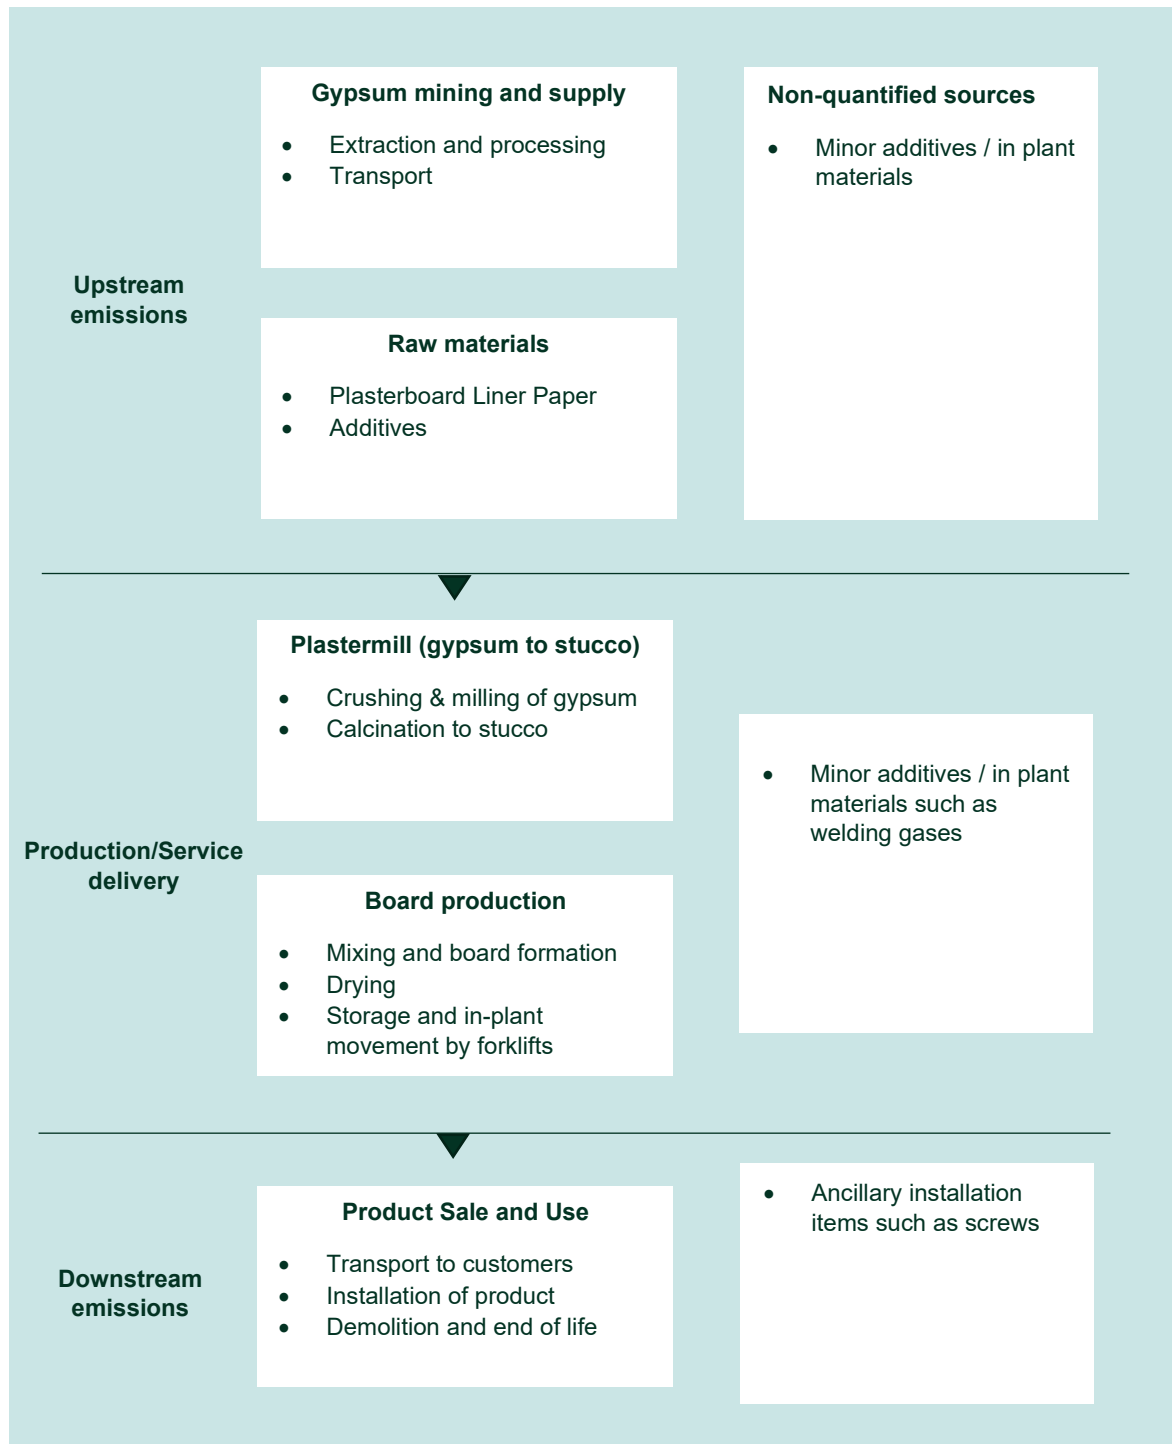 Upstream
emissions
Gypsum mining and supply
• Extraction and processing
• Transport
Raw materials
• Plasterboard Liner Paper
• Additives
Non-quantified sources
• Minor additives / in plant
materials
Production/Service
delivery
Plastermill (gypsum to stucco)
• Crushing & milling of gypsum
• Calcination to stucco
Board production
• Mixing and board formation
• Drying
• Storage and in-plant
movement by forklifts
• Minor additives / in plant
materials such as
welding gases
Downstream
emissions
Product Sale and Use
• Transport to customers
• Installation of product
• Demolition and end of life
• Ancillary installation
items such as screws